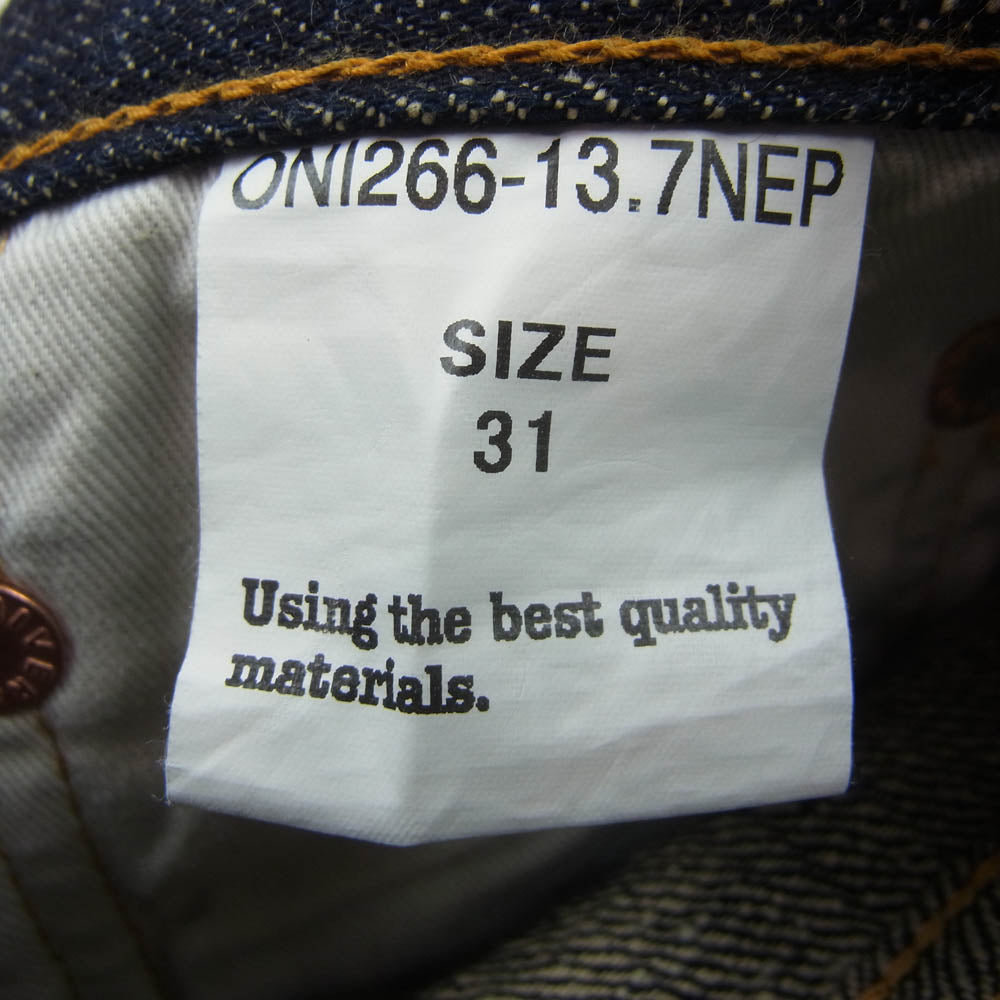 ONI266-13.7NEP
SIZE
31
Using the best quality
materials.